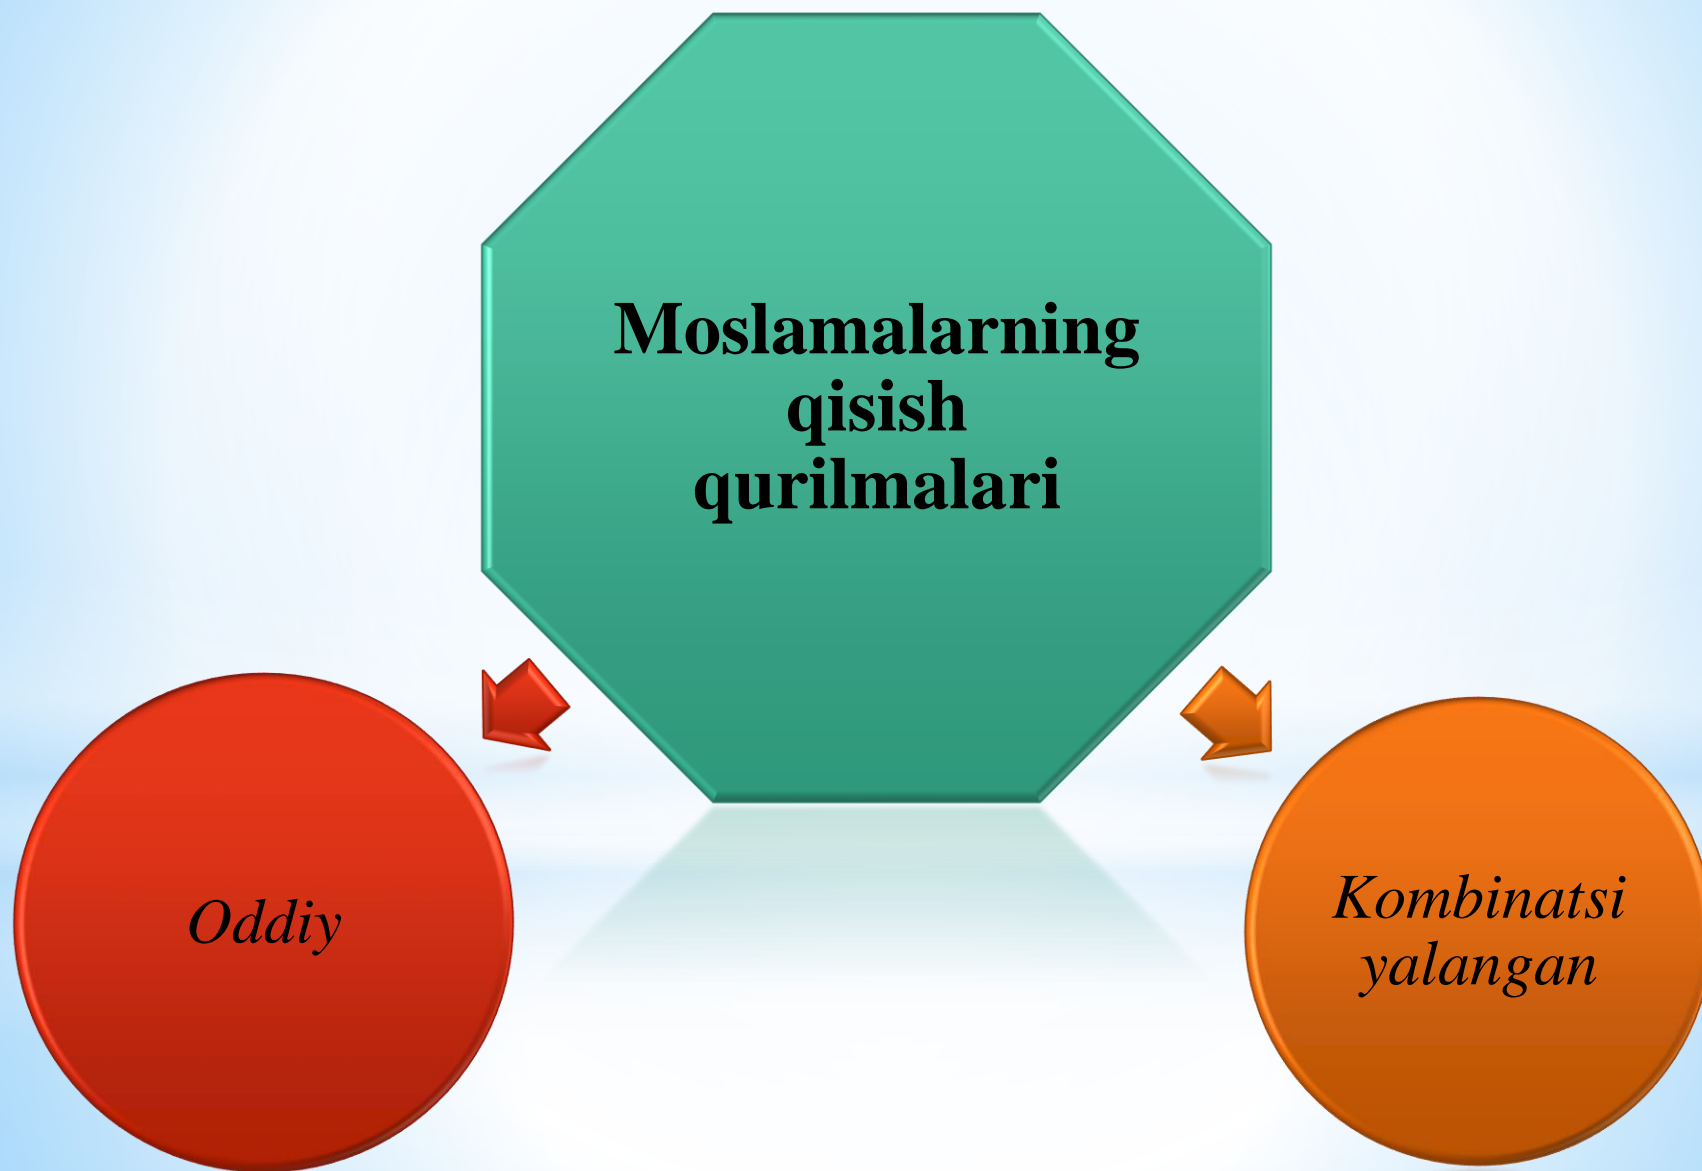 Moslamalarning
qisish
qurilmalari
Oddiy
Kombinatsi
yalangan